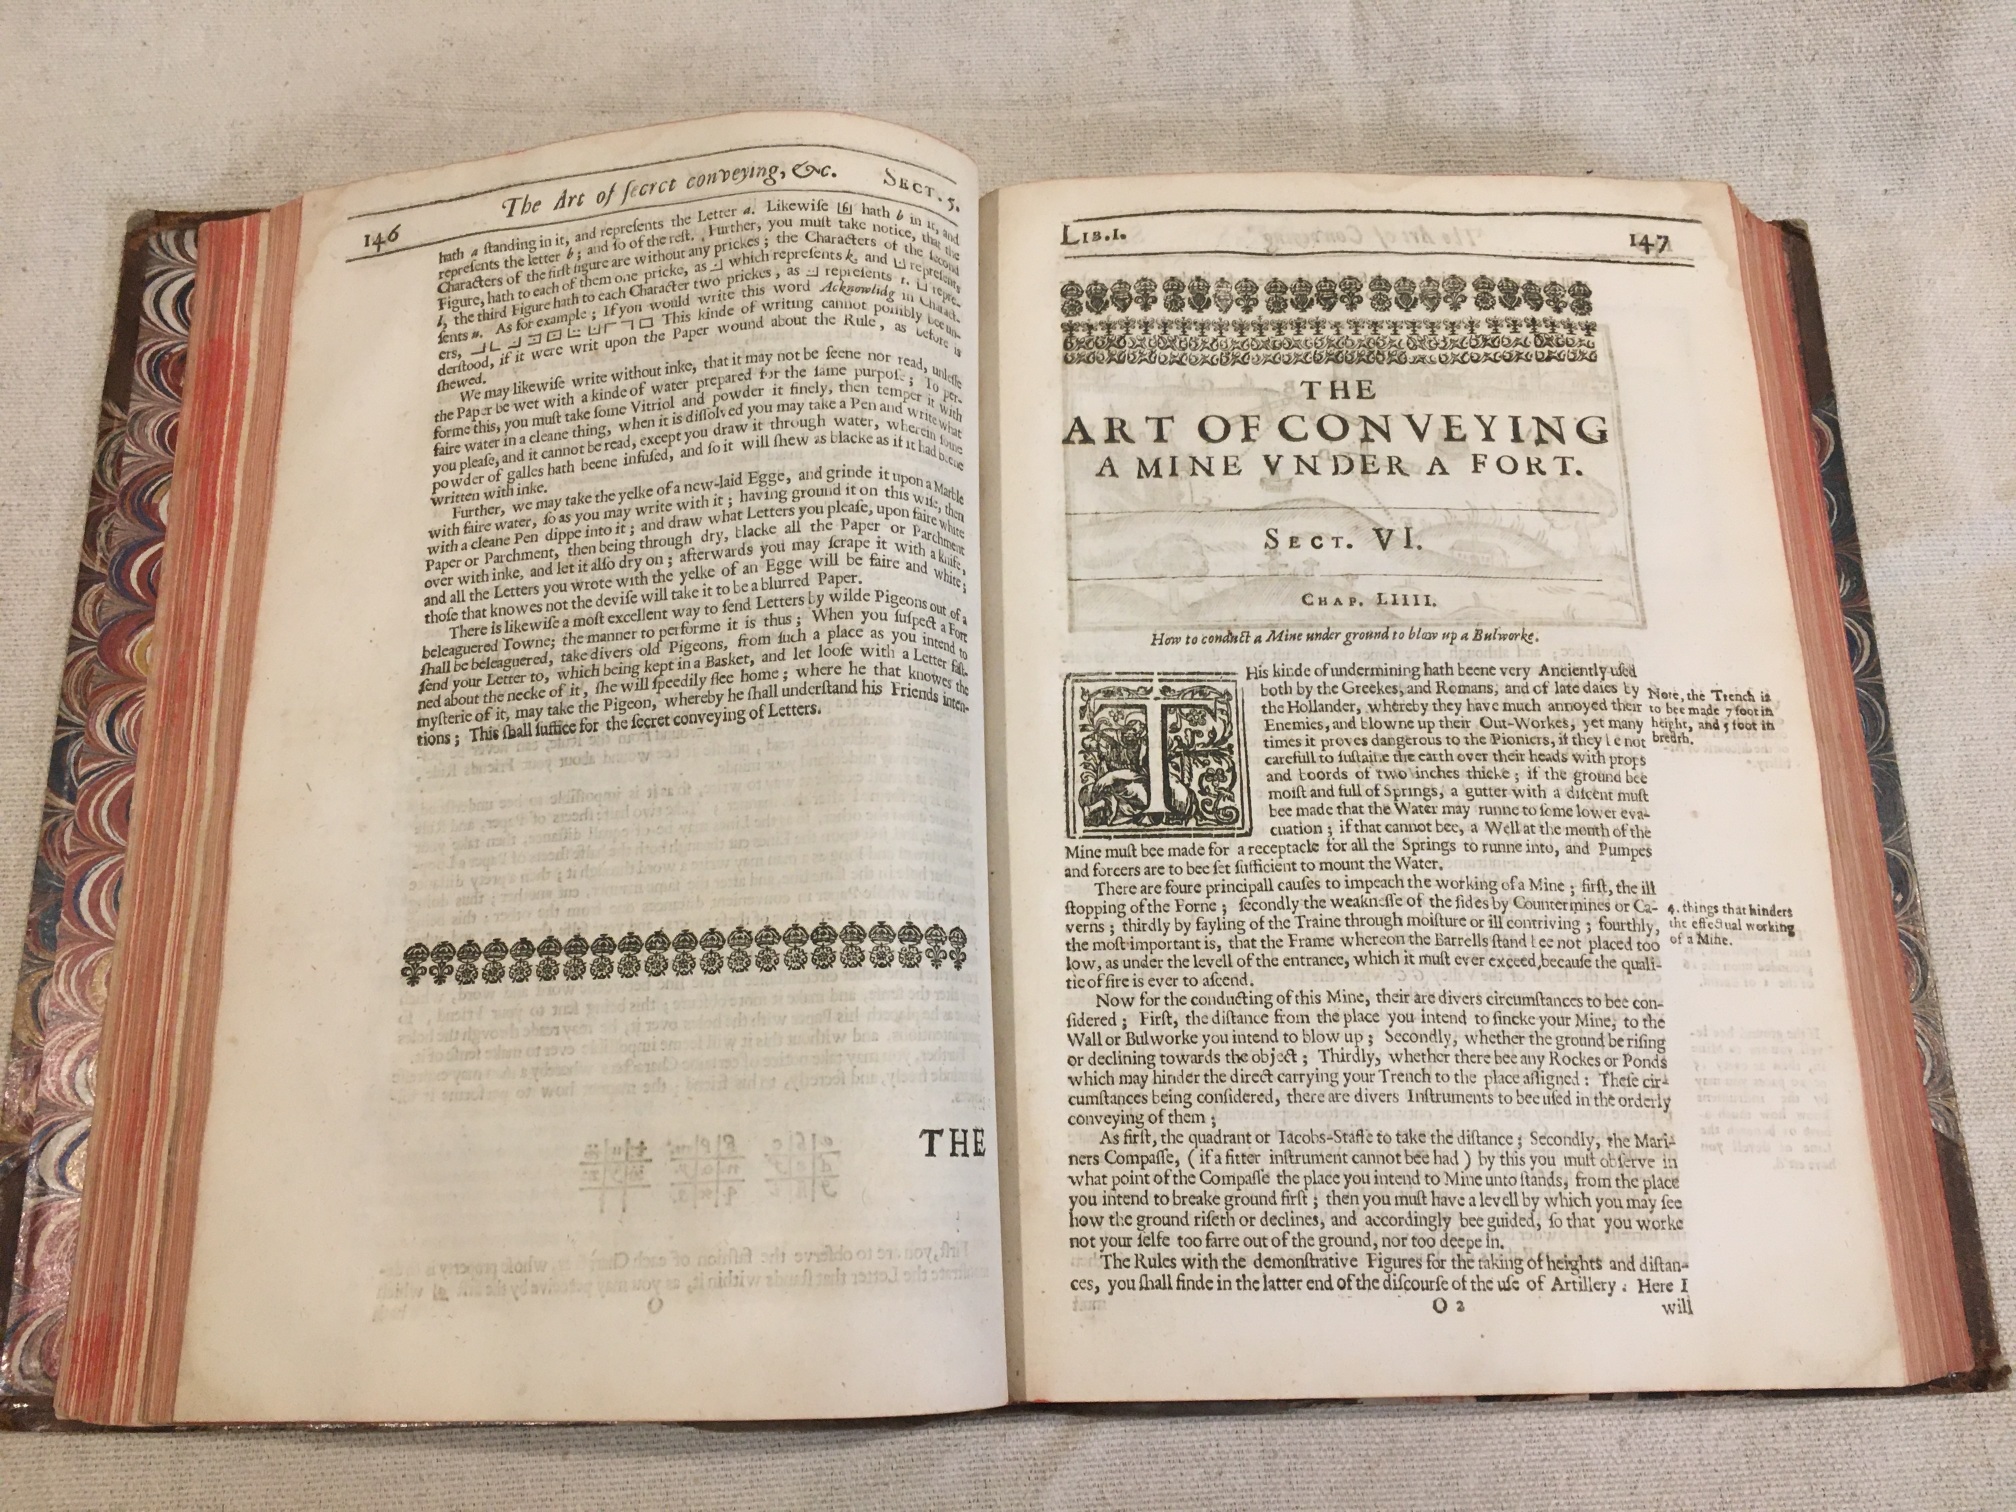 146 The Art of ſecret conveying, &c. SECT. 5.
hath a ſtanding in it, and repreſents the Letter a. Likewiſe hath b in it, and
repreſents the letter b; and ſo of the reſt. Further, you muſt take notice, that the
Characters of the firſt figure are without any prickes; the Characters of the ſecond
Figure, hath to each of them one pricke, as which repreſents k, and repreſents
l, the third Figure hath to each Character two prickes, as repreſents t. repre-
ſents u. As for example; If you would write this word Acknowlidg in Charact-
ers, This kinde of writing cannot poſſibly bee un-
derſtood, if it were writ upon the Paper wound about the Rule, as before is
ſhewed.
We may likewiſe write without inke, that it may not be ſeene nor read, unleſſe
the Paper be wet with a kinde of water prepared for the ſame purpoſe; To per-
forme this, you muſt take ſome Vitriol and powder it finely, then temper it with
faire water in a cleane thing, when it is diſſolved you may take a Pen and write what
you pleaſe, and it cannot be read, except you draw it through water, wherein ſome
powder of galles hath beene infuſed, and ſo it will ſhew as blacke as if it had beene
written with inke.
Further, we may take the yelke of a new-laid Egge, and grinde it upon a Marble
with faire water, ſo as you may write with it; having ground it on this wiſe, then
with a cleane Pen dippe into it; and draw what Letters you pleaſe, upon faire white
Paper or Parchment, then being through dry, blacke all the Paper or Parchment
over with inke, and let it alſo dry on; afterwards you may ſcrape it with a knife,
and all the Letters you wrote with the yelke of an Egge will be faire and white;
thoſe that knowes not the deviſe will take it to be a blurred Paper.
There is likewiſe a moſt excellent way to ſend Letters by wilde Pigeons out of a
beleaguered Towne; the manner to performe it is thus; When you ſuſpect a Fort
ſhall be beleaguered, take divers old Pigeons, from ſuch a place as you intend to
ſend your Letter to, which being kept in a Basket, and let looſe with a Letter faſt-
ned about the necke of it, ſhe will ſpeedily flee home; where he that knowes the
myſterie of it, may take the Pigeon, whereby he ſhall underſtand his Friends inten-
tions; This ſhall ſuffice for the ſecret conveying of Letters.
THE
LIB. I. 147
THE
ART OF CONVEYING
A MINE VNDER A FORT.
SECT. VI.
CHAP. LIIII.
How to conduct a Mine under ground to blow up a Bulworke.
THis kinde of undermining hath beene very Anciently uſed
both by the Greekes, and Romans, and of late daies by
the Hollander, whereby they have much annoyed their
Enemies, and blowne up their Out-Workes, yet many
times it proves dangerous to the Pioniers, if they be not
carefull to ſuſtaine the earth over their heads with props
and boords of two inches thicke; if the ground bee
moiſt and full of Springs, a gutter with a diſcent muſt
bee made that the Water may runne to ſome lower eva-
cuation; if that cannot bee, a Well at the mouth of the
Mine muſt bee made for a receptacle for all the Springs to runne into, and Pumpes
and forcers are to bee ſet ſufficient to mount the Water.
Note, the Trench is
to bee made 7 foot in
height, and 5 foot in
breath.
There are foure principall cauſes to impeach the working of a Mine; firſt, the ill
ſtopping of the Forne; ſecondly the weakneſſe of the ſides by Countermines or Ca-
verns; thirdly by fayling of the Traine through moiſture or ill contriving; fourthly,
the moſt important is, that the Frame whereon the Barrells ſtand bee not placed too
low, as under the levell of the entrance, which it muſt ever exceed, becauſe the quali-
tie of fire is ever to aſcend.
4. things that hinders
the effectual working
of a Mine.
Now for the conducting of this Mine, their are divers circumſtances to bee con-
ſidered; Firſt, the diſtance from the place you intend to ſincke your Mine, to the
Wall or Bulworke you intend to blow up; Secondly, whether the ground be riſing
or declining towards the object; Thirdly, whether there bee any Rockes or Ponds
which may hinder the direct carrying your Trench to the place aſſigned: Theſe cir-
cumſtances being conſidered, there are divers Inſtruments to bee uſed in the orderly
conveying of them;
As firſt, the quadrant or Iacobs-Staffe to take the diſtance; Secondly, the Mari-
ners Compaſſe, (if a fitter inſtrument cannot bee had) by this you muſt obſerve in
what point of the Compaſſe the place you intend to Mine unto ſtands, from the place
you intend to breake ground firſt; then you muſt have a levell by which you may ſee
how the ground riſeth or declines, and accordingly bee guided, ſo that you worke
not your ſelfe too farre out of the ground, nor too deepe in.
The Rules with the demonſtrative Figures for the taking of heights and diſtan-
ces, you ſhall finde in the latter end of the diſcourſe of the uſe of Artillery: Here I
O 2 will